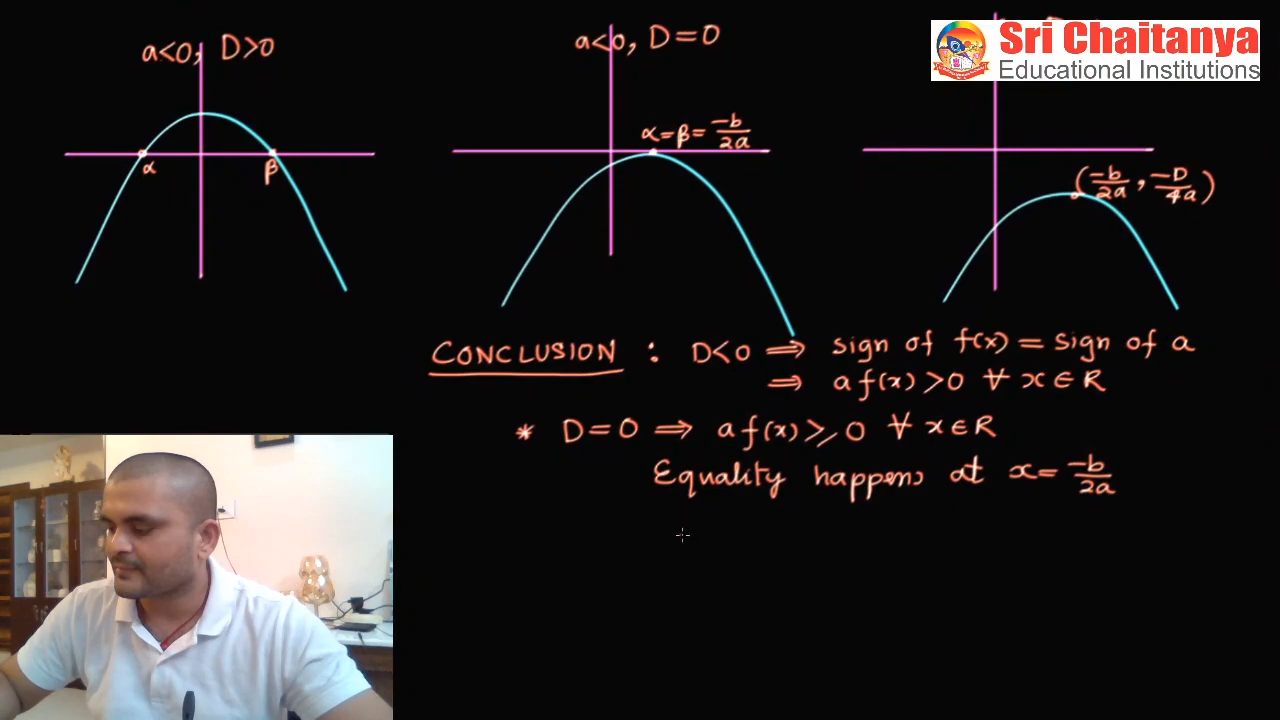 a<0, D>0
α
β
a<0, D=0
α=β=-b/2a
Sri Chaitanya
Educational Institutions
(-b/2a, -D/4a)
CONCLUSION : D<0 ⟹ sign of f(x) = sign of a
⟹ a f(x) >0 ∀ x ∈ R
* D=0 ⟹ a f(x) ≥ 0 ∀ x ∈ R
Equality happens at x = -b/2a